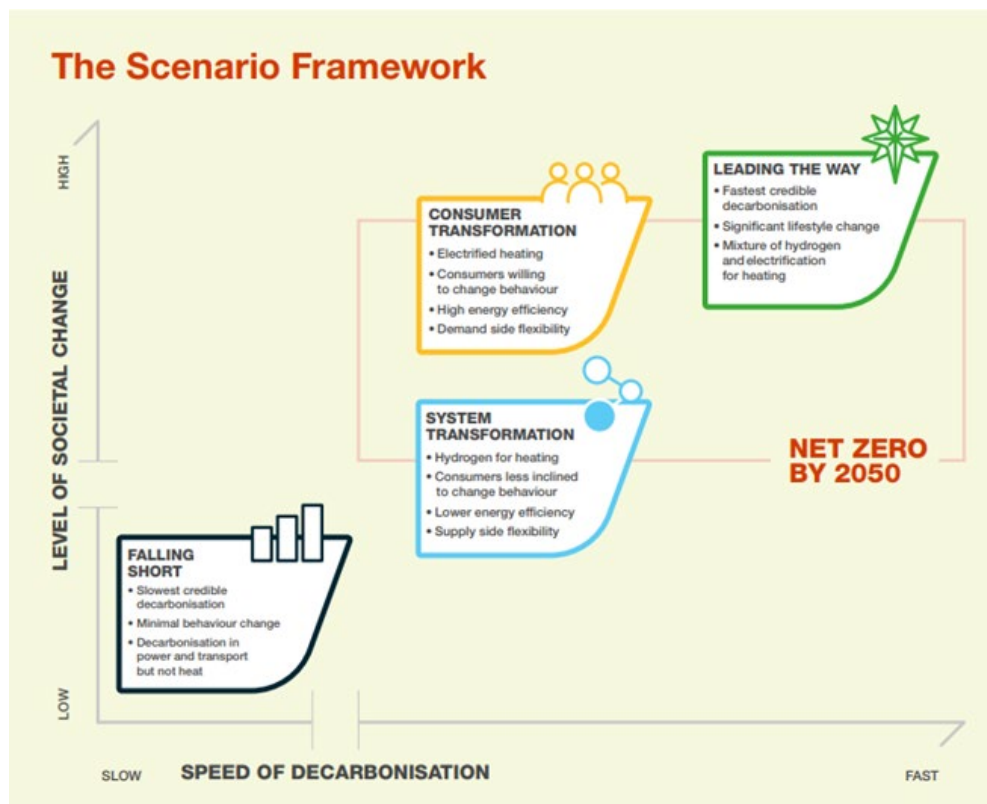 The Scenario Framework
HIGH
LEVEL OF SOCIETAL CHANGE
LOW
LEADING THE WAY
• Fastest credible
decarbonisation
• Significant lifestyle change
• Mixture of hydrogen
and electrification
for heating
CONSUMER
TRANSFORMATION
• Electrified heating
• Consumers willing
to change behaviour
• High energy efficiency
• Demand side flexibility
SYSTEM
TRANSFORMATION
• Hydrogen for heating
• Consumers less inclined
to change behaviour
• Lower energy efficiency
• Supply side flexibility
NET ZERO
BY 2050
FALLING
SHORT
• Slowest credible
decarbonisation
• Minimal behaviour change
• Decarbonisation in
power and transport
but not heat
SLOW
SPEED OF DECARBONISATION
FAST